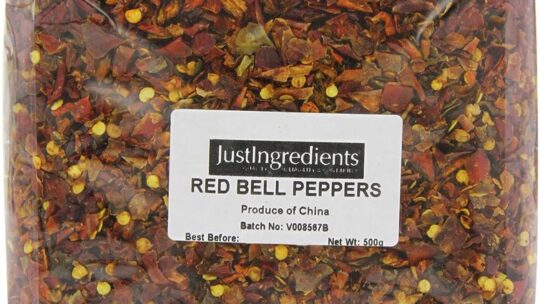 JustIngredients
RED BELL PEPPERS
Produce of China
Batch No: V008567B
Best Before: Net Wt: 500g